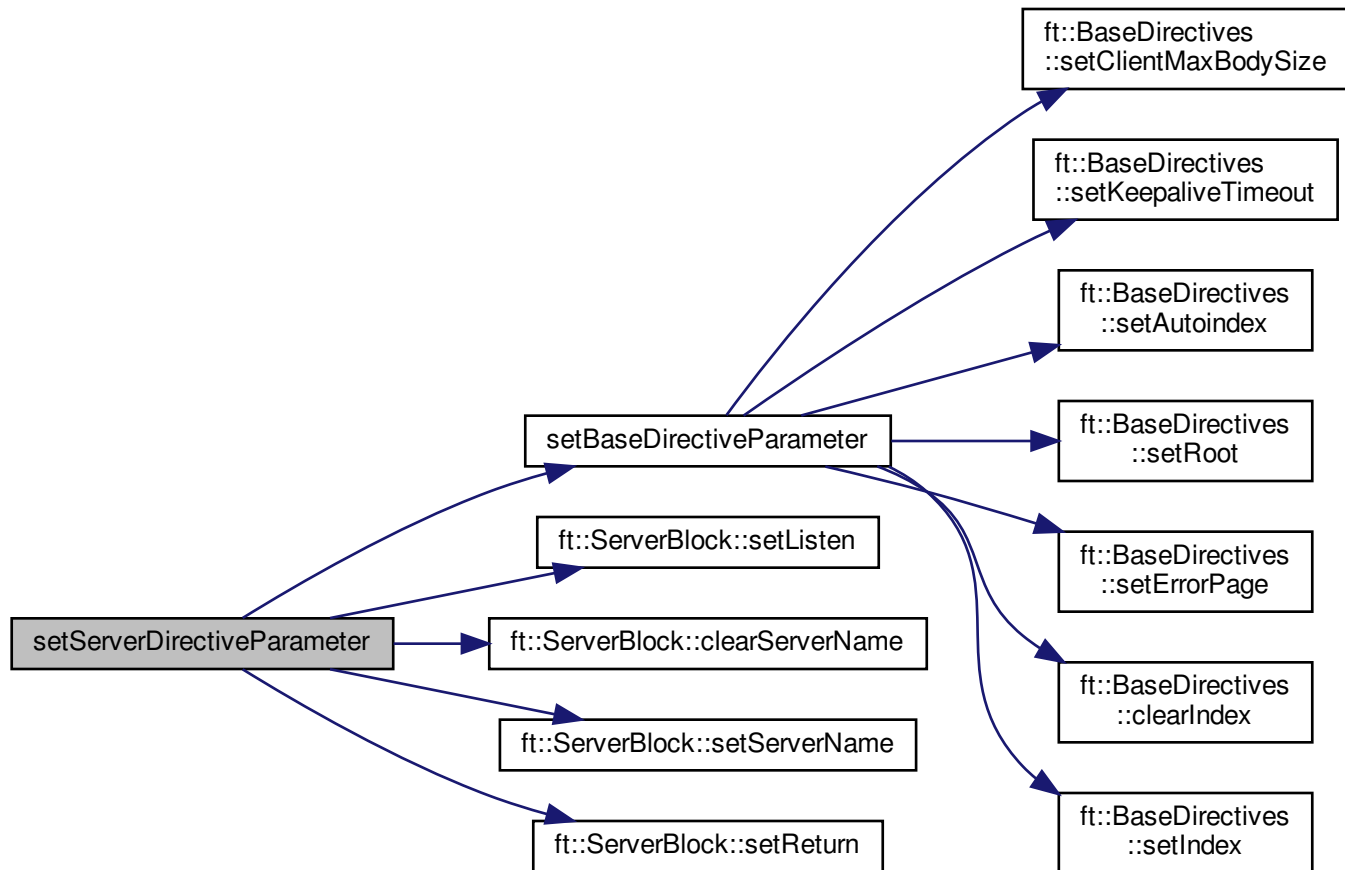 ft::BaseDirectives
::setClientMaxBodySize
ft::BaseDirectives
::setKeepaliveTimeout
ft::BaseDirectives
::setAutoindex
setBaseDirectiveParameter
ft::BaseDirectives
::setRoot
ft::ServerBlock::setListen
ft::BaseDirectives
::setErrorPage
setServerDirectiveParameter
ft::ServerBlock::clearServerName
ft::BaseDirectives
::clearIndex
ft::ServerBlock::setServerName
ft::ServerBlock::setReturn
ft::BaseDirectives
::setIndex